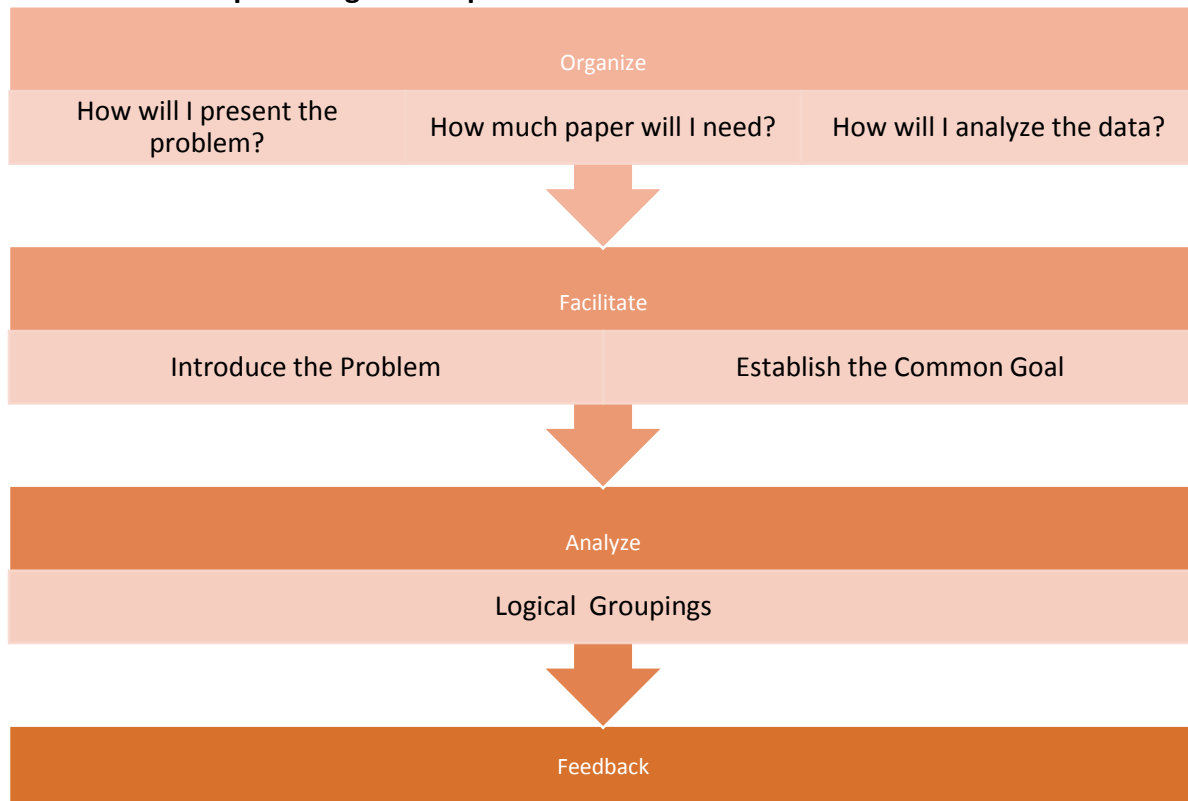 Organize
How will I present the
problem?
How much paper will I need?
How will I analyze the data?
Facilitate
Introduce the Problem
Establish the Common Goal
Analyze
Logical Groupings
Feedback